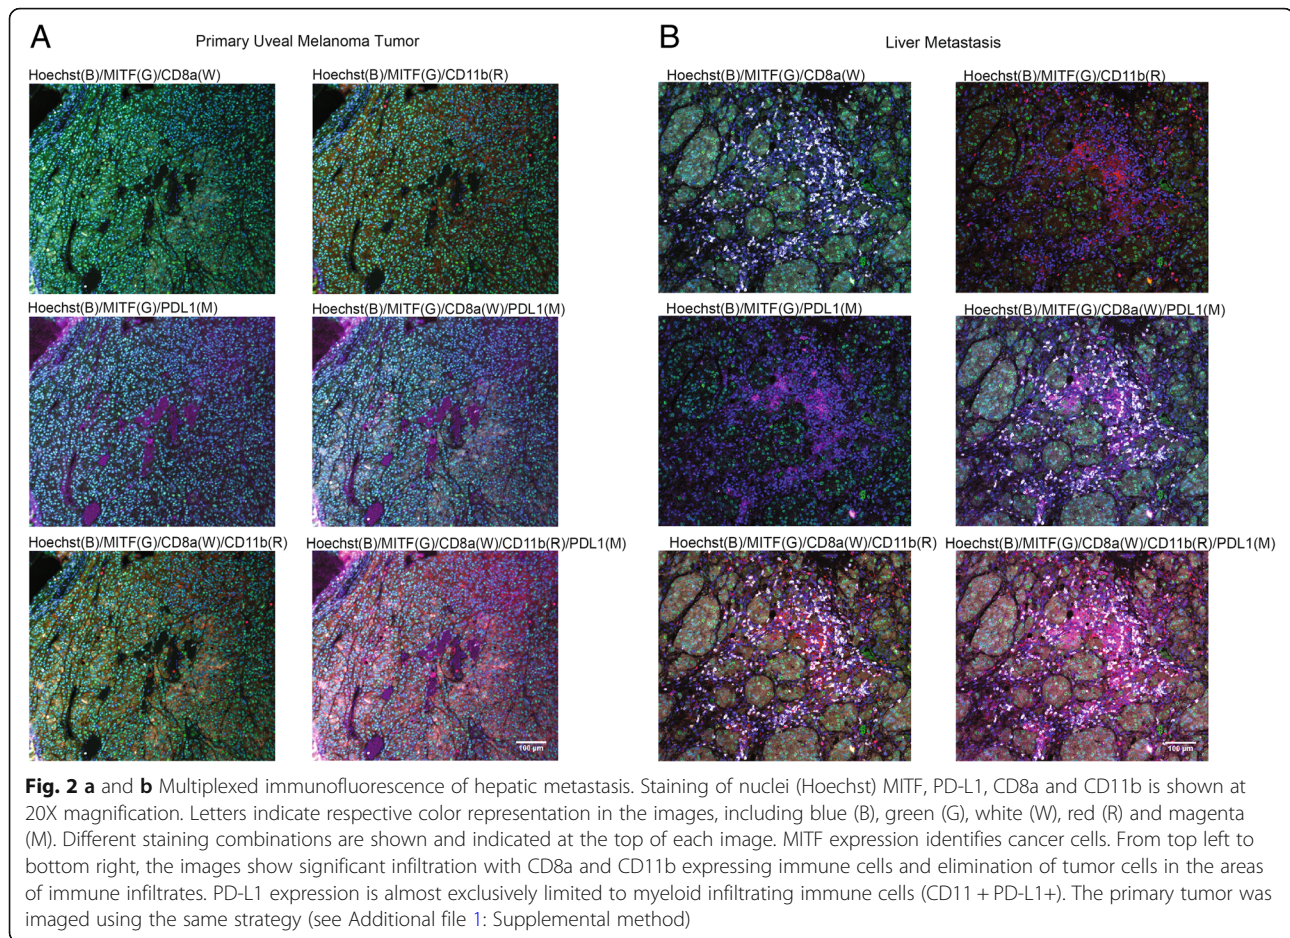 A
Primary Uveal Melanoma Tumor
B
Liver Metastasis
Hoechst(B)/MITF(G)/CD8a(W)
Hoechst(B)/MITF(G)/CD11b(R)
Hoechst(B)/MITF(G)/CD8a(W)
Hoechst(B)/MITF(G)/CD11b(R)
Hoechst(B)/MITF(G)/PDL1(M)
Hoechst(B)/MITF(G)/CD8a(W)/PDL1(M)
Hoechst(B)/MITF(G)/PDL1(M)
Hoechst(B)/MITF(G)/CD8a(W)/PDL1(M)
Hoechst(B)/MITF(G)/CD8a(W)/CD11b(R)
Hoechst(B)/MITF(G)/CD8a(W)/CD11b(R)/PDL1(M)
Hoechst(B)/MITF(G)/CD8a(W)/CD11b(R)
Hoechst(B)/MITF(G)/CD8a(W)/CD11b(R)/PDL1(M)
100 µm
100 µm
Fig. 2 a and b Multiplexed immunofluorescence of hepatic metastasis. Staining of nuclei (Hoechst) MITF, PD-L1, CD8a and CD11b is shown at
20X magnification. Letters indicate respective color representation in the images, including blue (B), green (G), white (W), red (R) and magenta
(M). Different staining combinations are shown and indicated at the top of each image. MITF expression identifies cancer cells. From top left to
bottom right, the images show significant infiltration with CD8a and CD11b expressing immune cells and elimination of tumor cells in the areas
of immune infiltrates. PD-L1 expression is almost exclusively limited to myeloid infiltrating immune cells (CD11 + PD-L1+). The primary tumor was
imaged using the same strategy (see Additional file 1: Supplemental method)